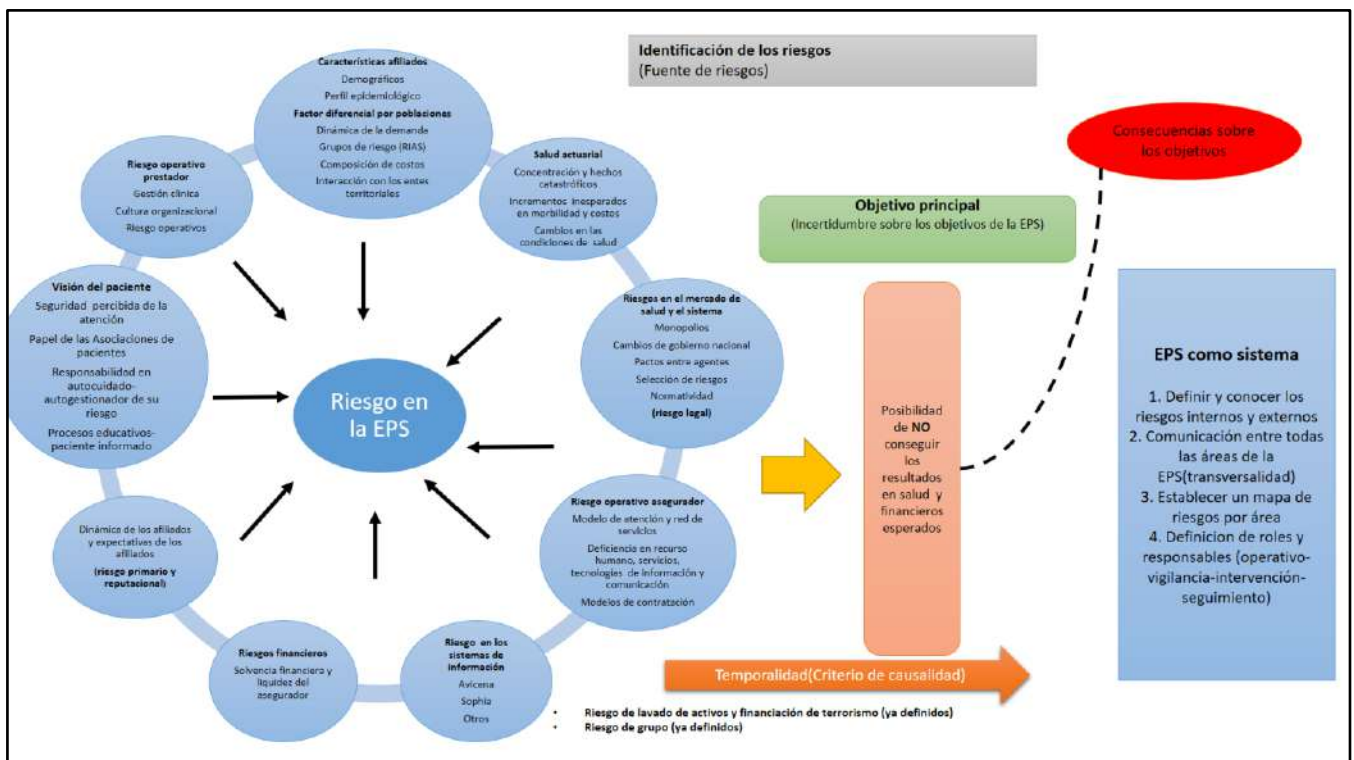 Identificación de los riesgos
(Fuente de riesgos)
Características afiliados
Demográficos
Perfil epidemiológico
Factor diferencial por poblaciones
Dinámica de la demanda
Grupos de riesgo (RIAS)
Composición de costos
Interacción con los entes
territoriales
Salud actuarial
Concentración y hechos
catastróficos
Incrementos inesperados
en morbilidad y costos
Cambios en las
condiciones de salud
Riesgos en el mercado de
salud y el sistema
Monopolios
Cambios de gobierno nacional
Pactos entre agentes
Selección de riesgos
Normatividad
(riesgo legal)
Riesgo operativo asegurador
Modelo de atención y red de
servicios
Deficiencia en recurso
humano, servicios,
tecnologías de información y
comunicación
Modelos de contratación
Riesgo en los
sistemas de
información
Avicena
Sophia
Otros
Riesgos financieros
Solvencia financiero y
liquidez del
asegurador
Dinámica de los afiliados
y expectativas de los
afiliados
(riesgo primario y
reputacional)
Visión del paciente
Seguridad percibida de la
atención
Papel de las Asociaciones de
pacientes
Responsabilidad en
autocuidado-
autogestionador de su
riesgo
Procesos educativos-
paciente informado
Riesgo operativo
prestador
Gestión clínica
Cultura organizacional
Riesgo operativos
Riesgo en
la EPS
Objetivo principal
(Incertidumbre sobre los objetivos de la EPS)
Posibilidad
de NO
conseguir
los
resultados
en salud y
financieros
esperados
Consecuencias sobre
los objetivos
EPS como sistema
1. Definir y conocer los
riesgos internos y externos
2. Comunicación entre todas
las áreas de la
EPS(transversalidad)
3. Establecer un mapa de
riesgos por área
4. Definicion de roles y
responsables (operativo-
vigilancia-intervención-
seguimiento)
Temporalidad(Criterio de causalidad)
• Riesgo de lavado de activos y financiación de terrorismo (ya definidos)
• Riesgo de grupo (ya definidos)